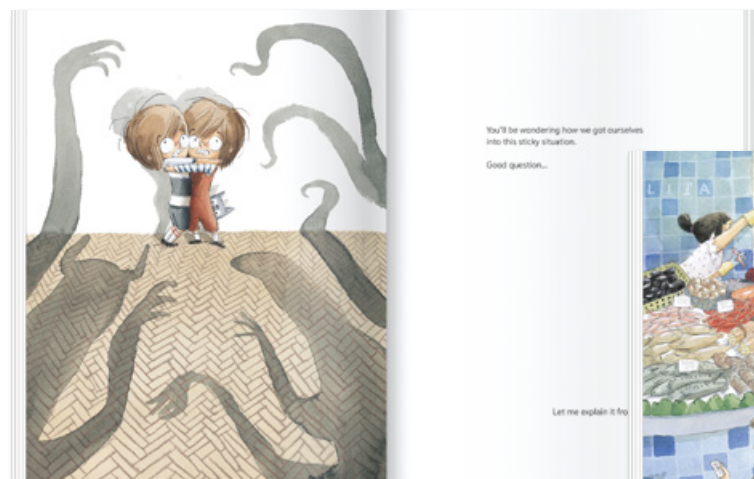 You'll be wondering how we got ourselves
into this sticky situation.
Good question...
LITA
Let me explain it fro